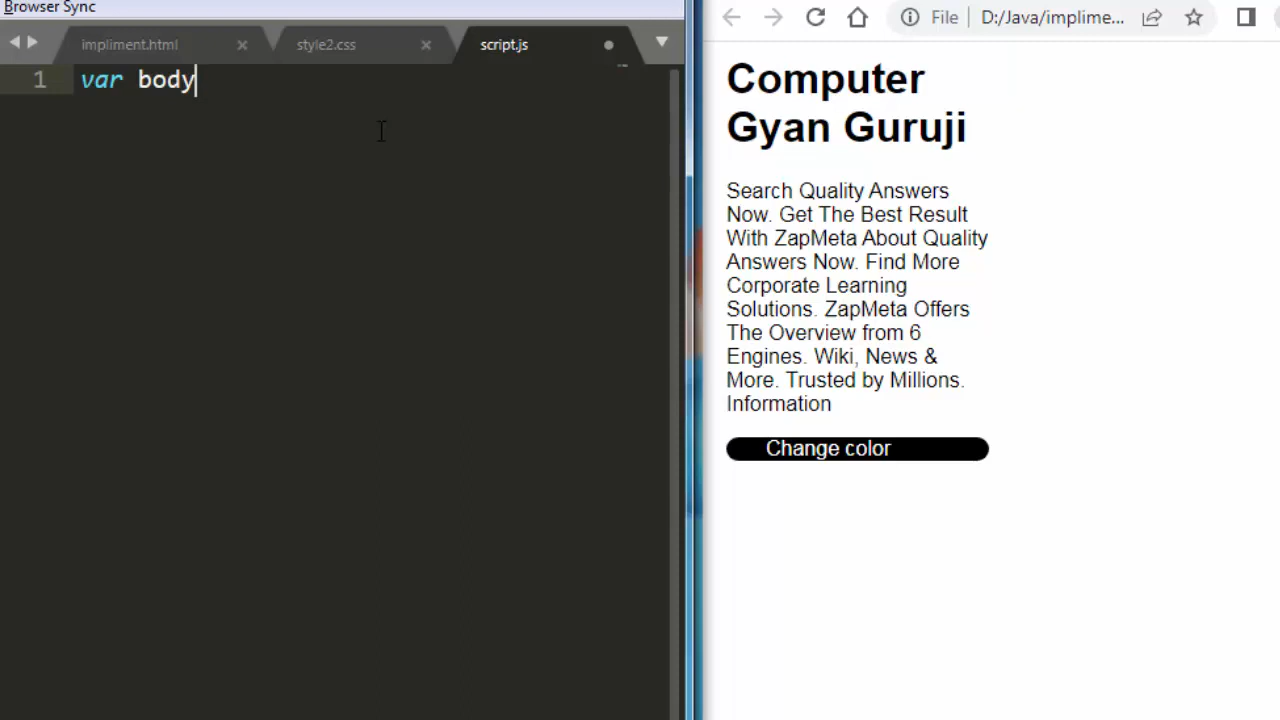 Browser Sync
impliment.html
style2.css
script.js
File
D:/Java/implime...
1
var body
Computer
Gyan Guruji
Search Quality Answers
Now. Get The Best Result
With ZapMeta About Quality
Answers Now. Find More
Corporate Learning
Solutions. ZapMeta Offers
The Overview from 6
Engines. Wiki, News &
More. Trusted by Millions.
Information
Change color